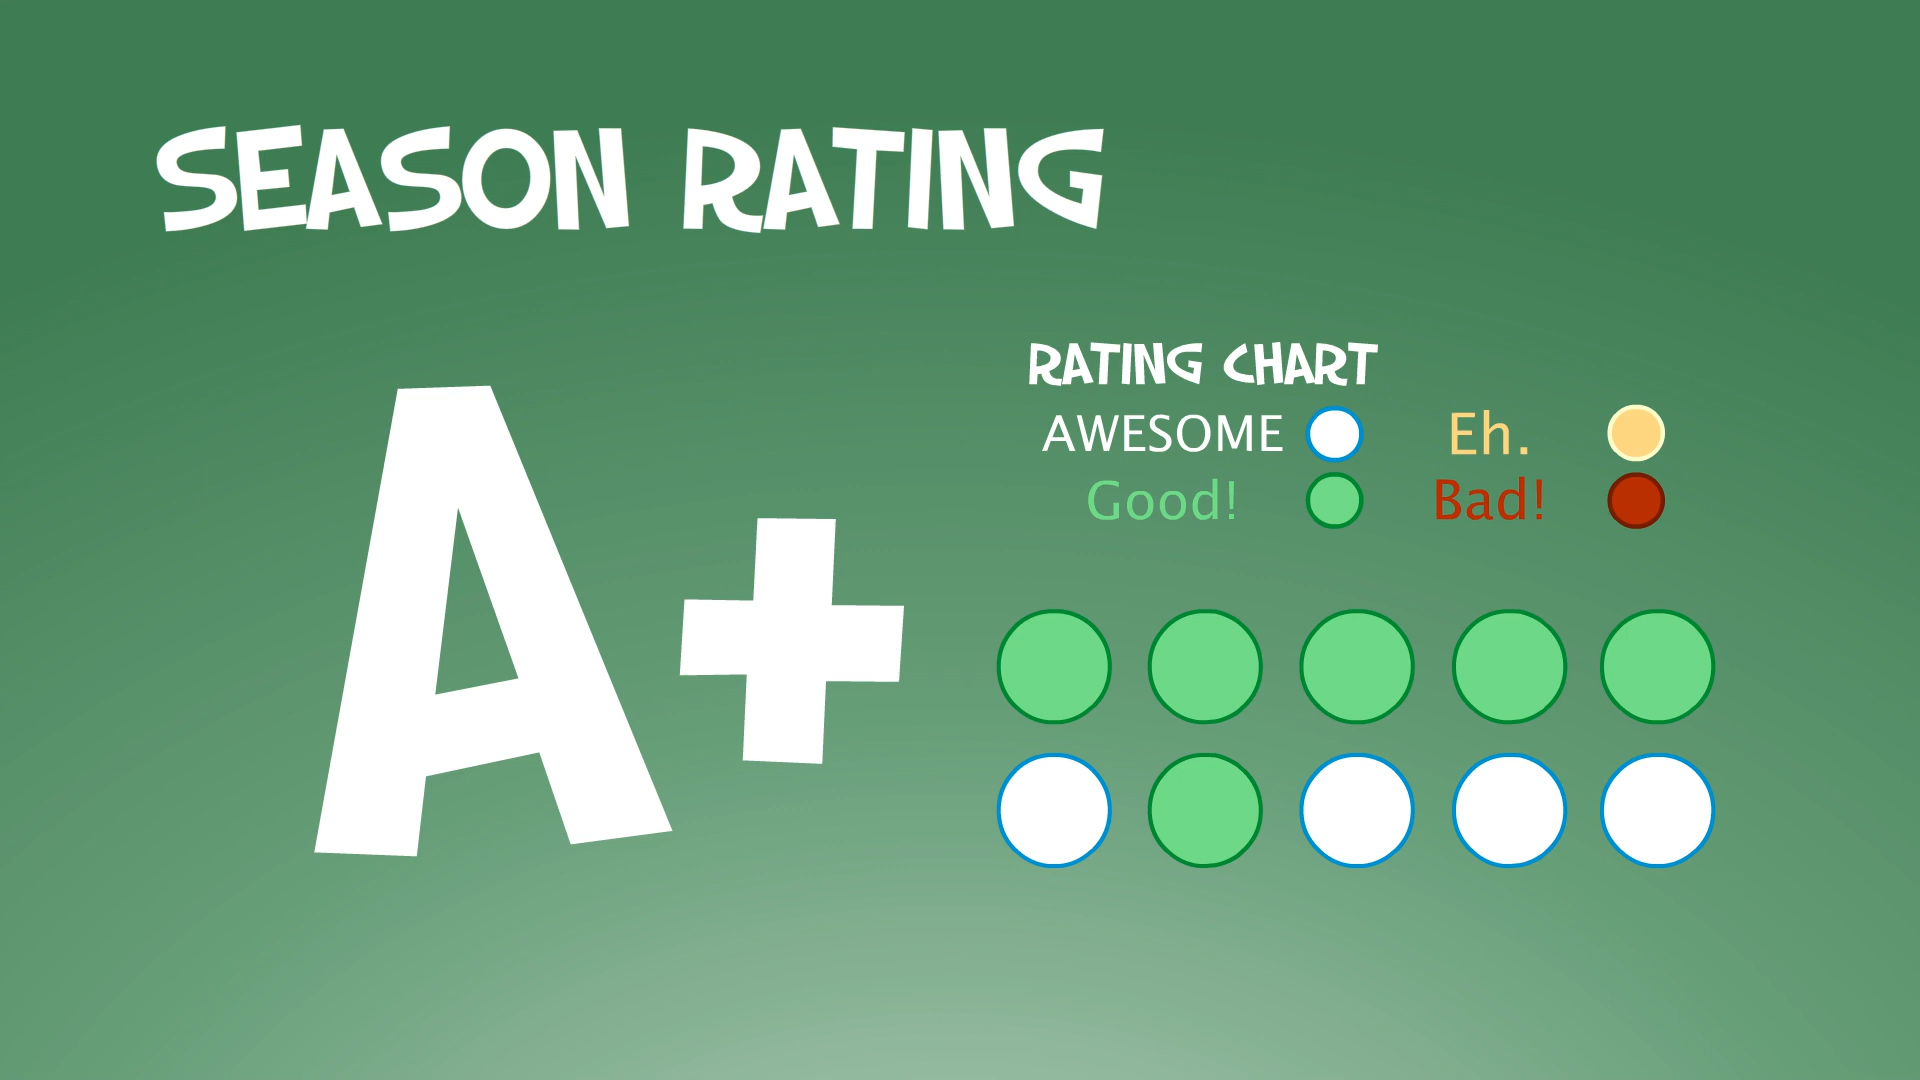 SEASON RATING
A+
RATING CHART
AWESOME Eh.
Good! Bad!